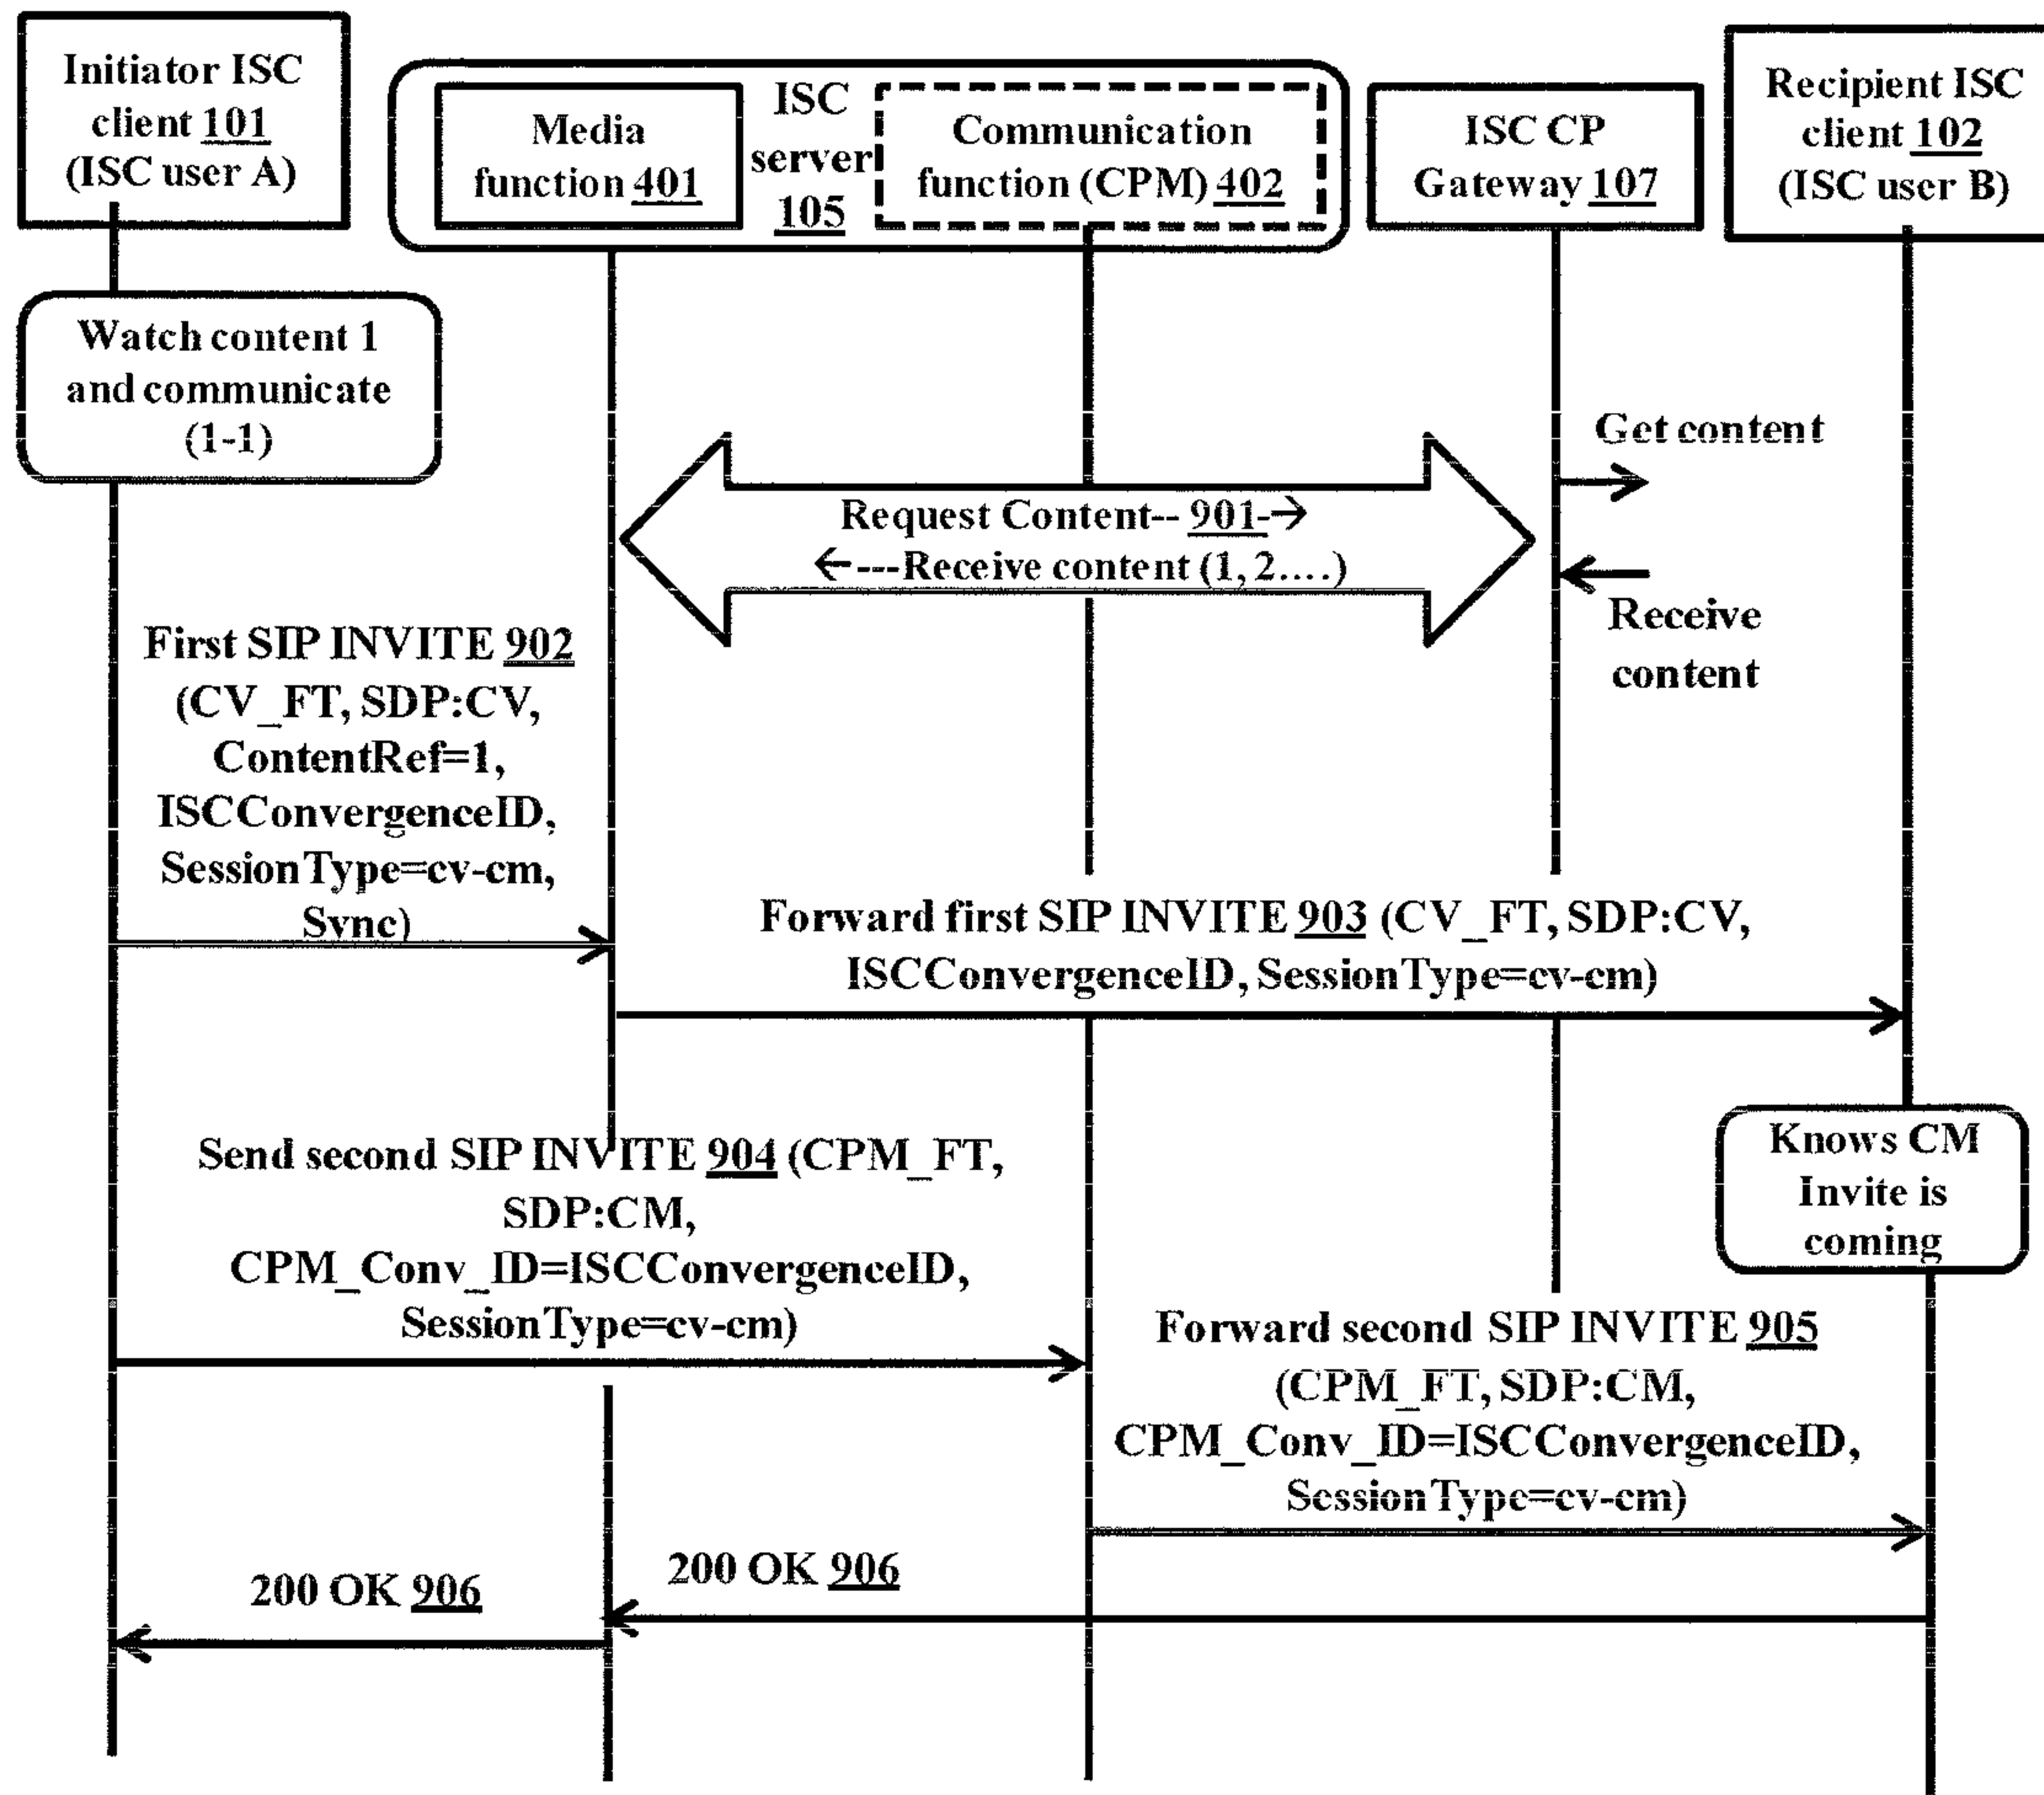 Initiator ISC
client 101
(ISC user A)
Media
function 401
ISC
server
105
Communication
function (CPM) 402
ISC CP
Gateway 107
Recipient ISC
client 102
(ISC user B)
Watch content 1
and communicate
(1-1)
Get content
Request Content-- 901-→
←---Receive content (1, 2....)
Receive
content
First SIP INVITE 902
(CV_FT, SDP:CV,
ContentRef=1,
ISCConvergenceID,
SessionType=cv-cm,
Sync)
Forward first SIP INVITE 903 (CV_FT, SDP:CV,
ISCConvergenceID, SessionType=cv-cm)
Knows CM
Invite is
coming
Send second SIP INVITE 904 (CPM_FT,
SDP:CM,
CPM_Conv_ID=ISCConvergenceID,
SessionType=cv-cm)
Forward second SIP INVITE 905
(CPM_FT, SDP:CM,
CPM_Conv_ID=ISCConvergenceID,
SessionType=cv-cm)
200 OK 906
200 OK 906